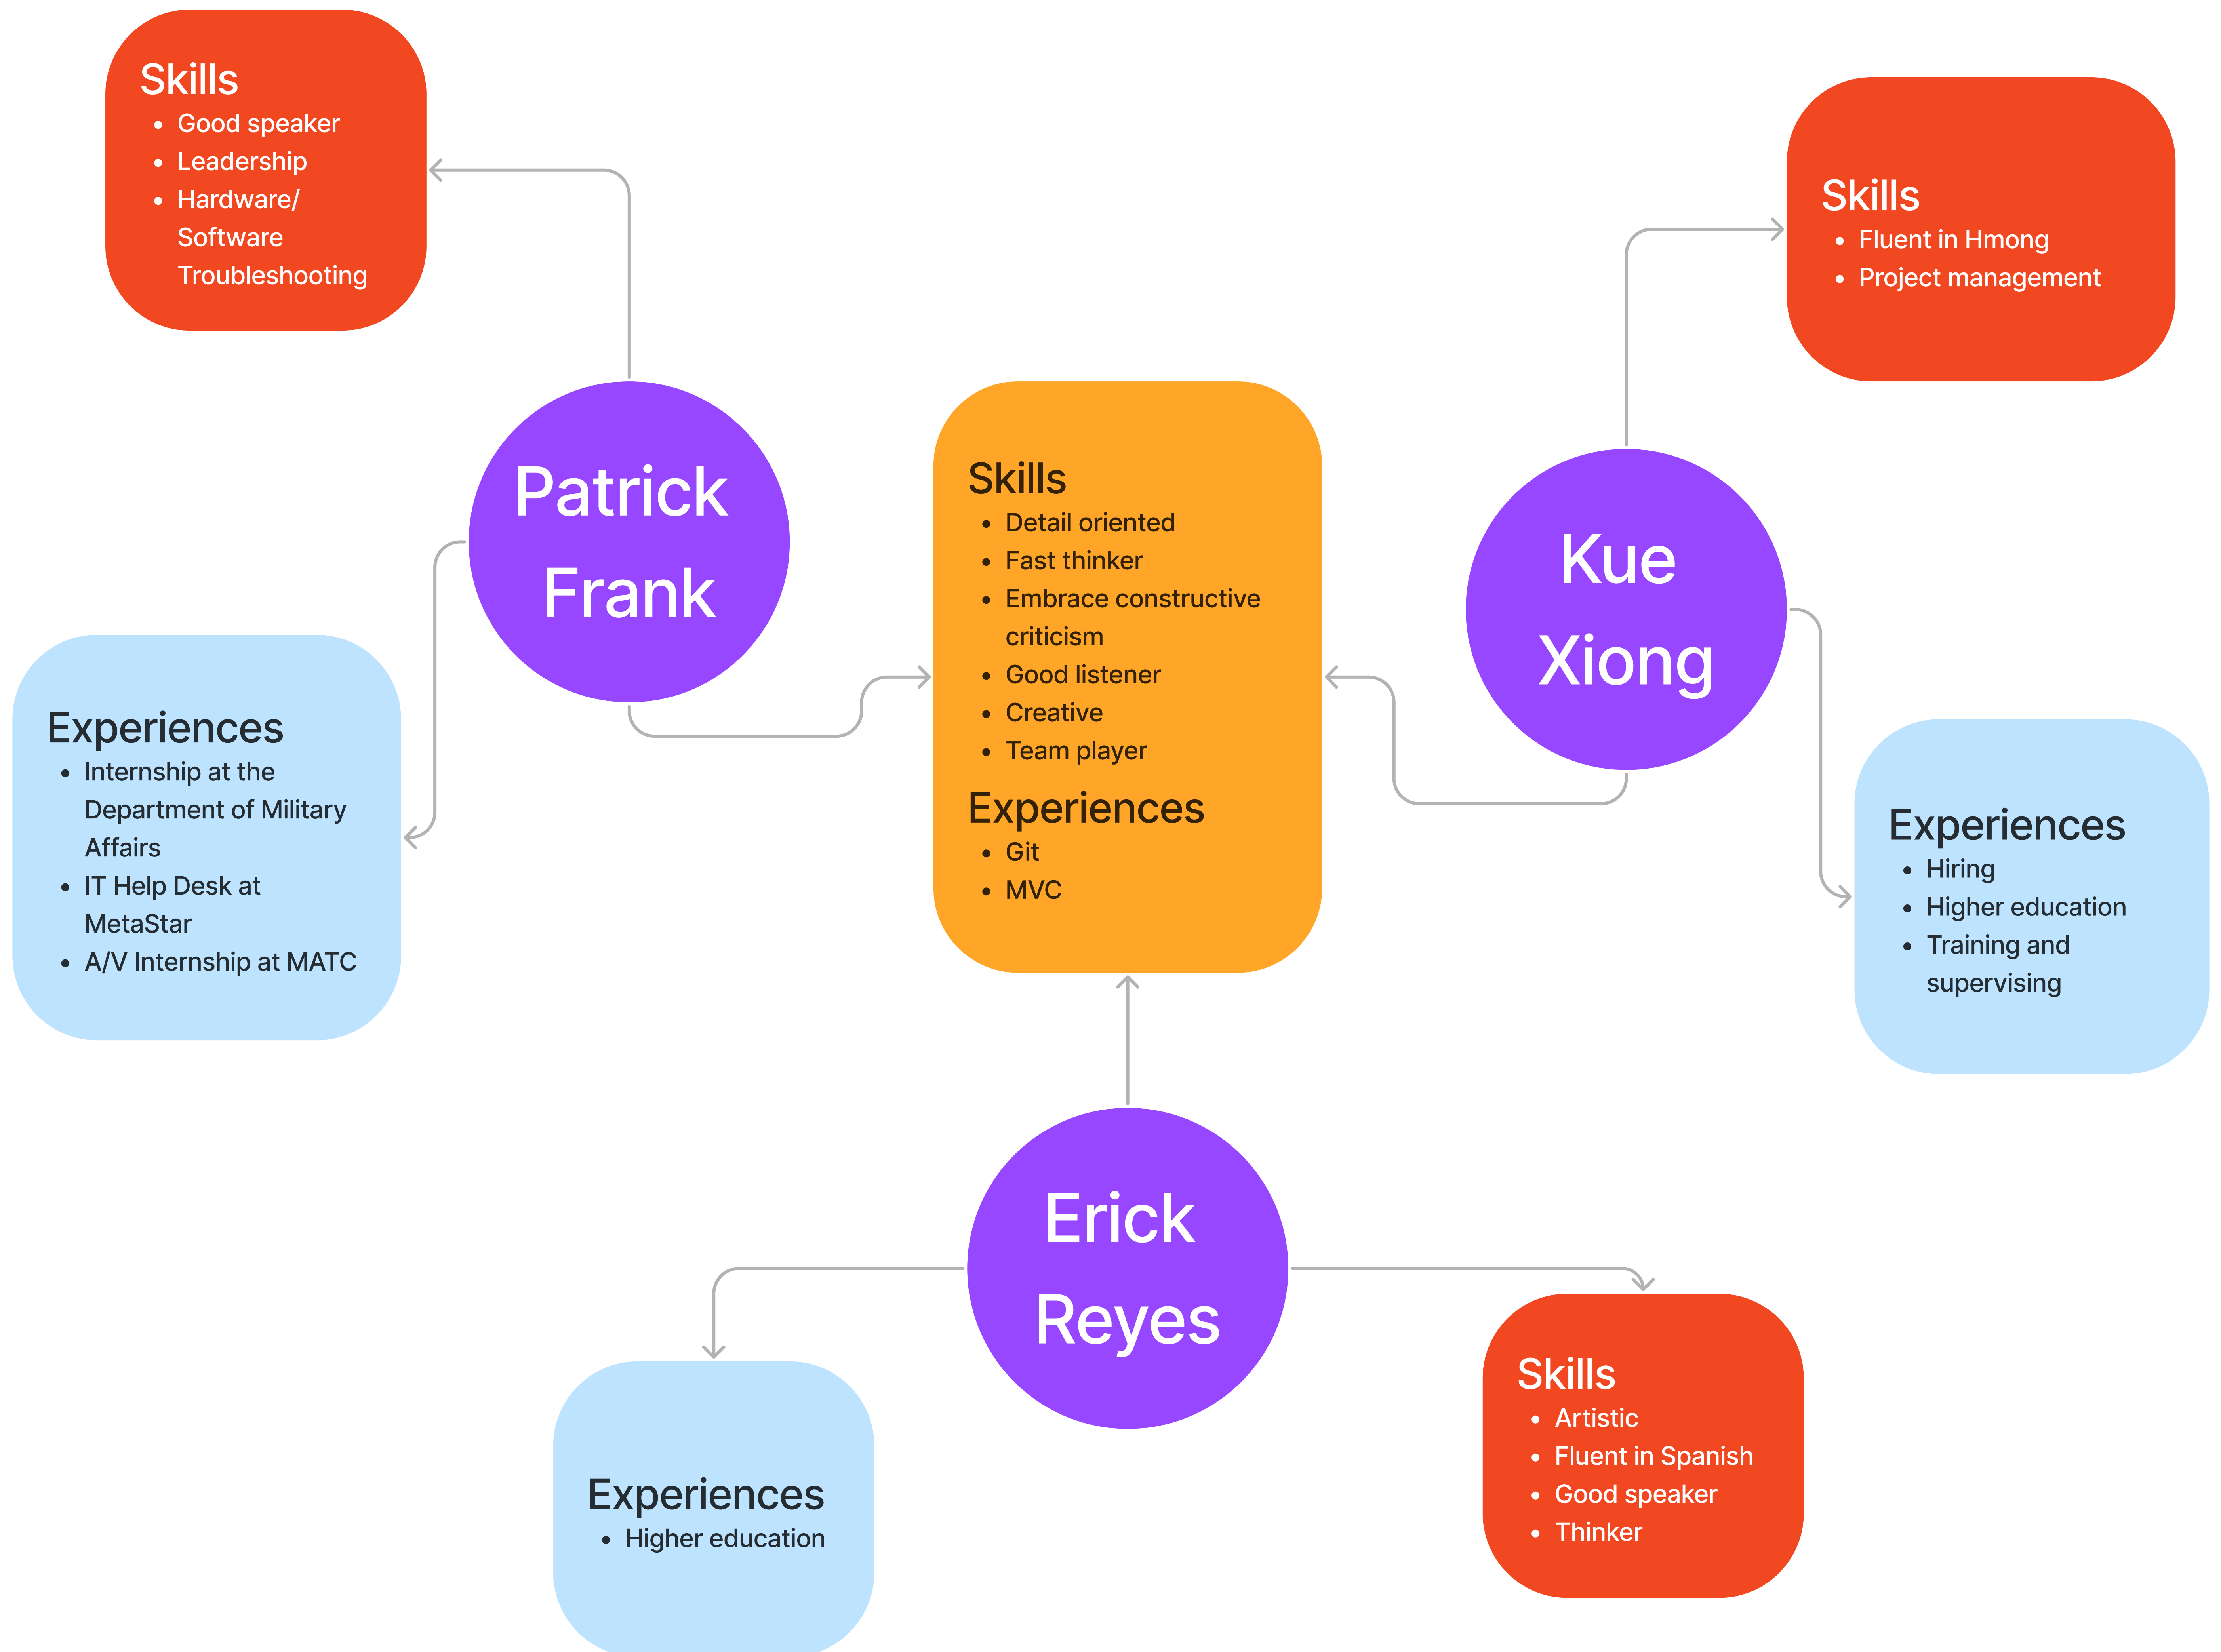 Skills
• Good speaker
• Leadership
• Hardware/
Software
Troubleshooting
Patrick
Frank
Experiences
• Internship at the
Department of Military
Affairs
• IT Help Desk at
MetaStar
• A/V Internship at MATC
Skills
• Detail oriented
• Fast thinker
• Embrace constructive
criticism
• Good listener
• Creative
• Team player
Experiences
• Git
• MVC
Skills
• Fluent in Hmong
• Project management
Kue
Xiong
Experiences
• Hiring
• Higher education
• Training and
supervising
Erick
Reyes
Experiences
• Higher education
Skills
• Artistic
• Fluent in Spanish
• Good speaker
• Thinker